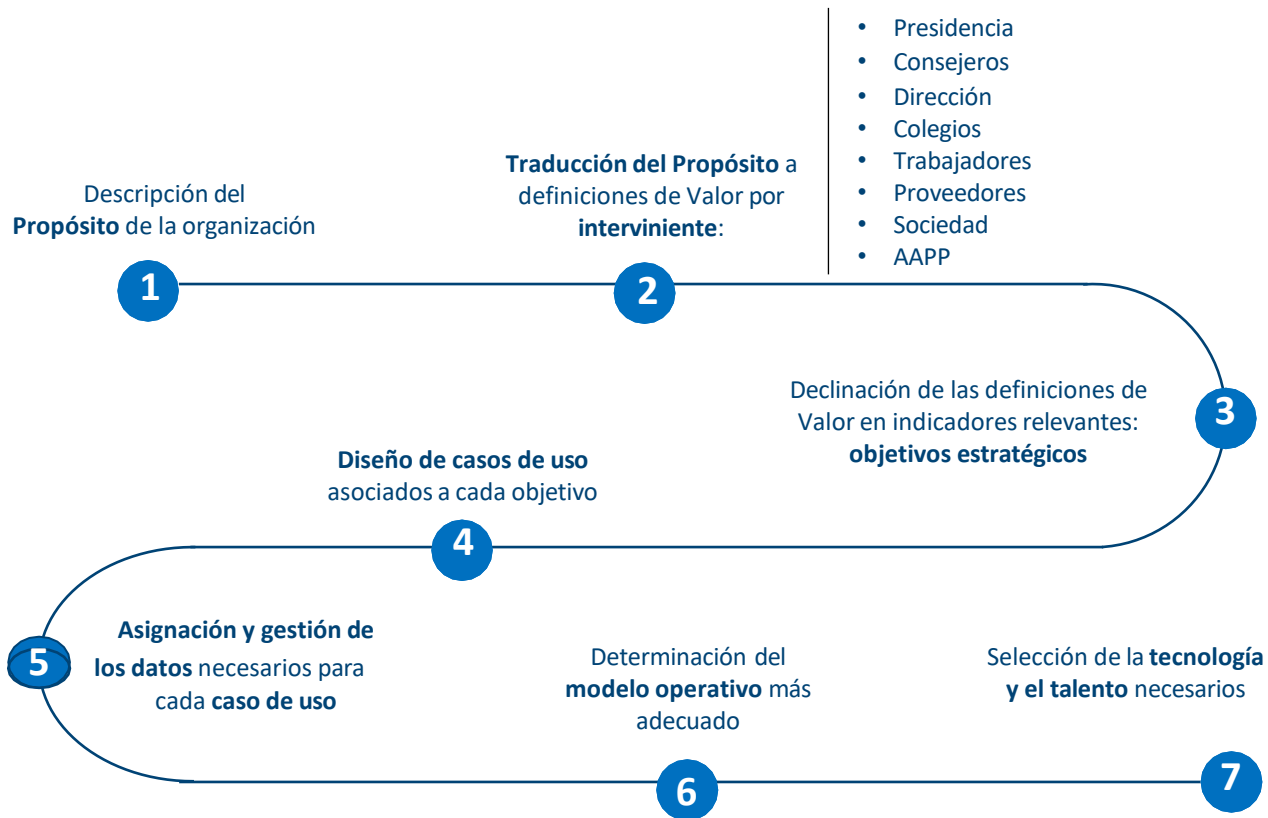 Descripción del
Propósito de la organización
1
Traducción del Propósito a
definiciones de Valor por
interviniente:
2
• Presidencia
• Consejeros
• Dirección
• Colegios
• Trabajadores
• Proveedores
• Sociedad
• AAPP
Declinación de las definiciones de
Valor en indicadores relevantes:
objetivos estratégicos
3
Diseño de casos de uso
asociados a cada objetivo
4
5
Asignación y gestión de
los datos necesarios para
cada caso de uso
Determinación del
modelo operativo más
adecuado
6
Selección de la tecnología
y el talento necesarios
7